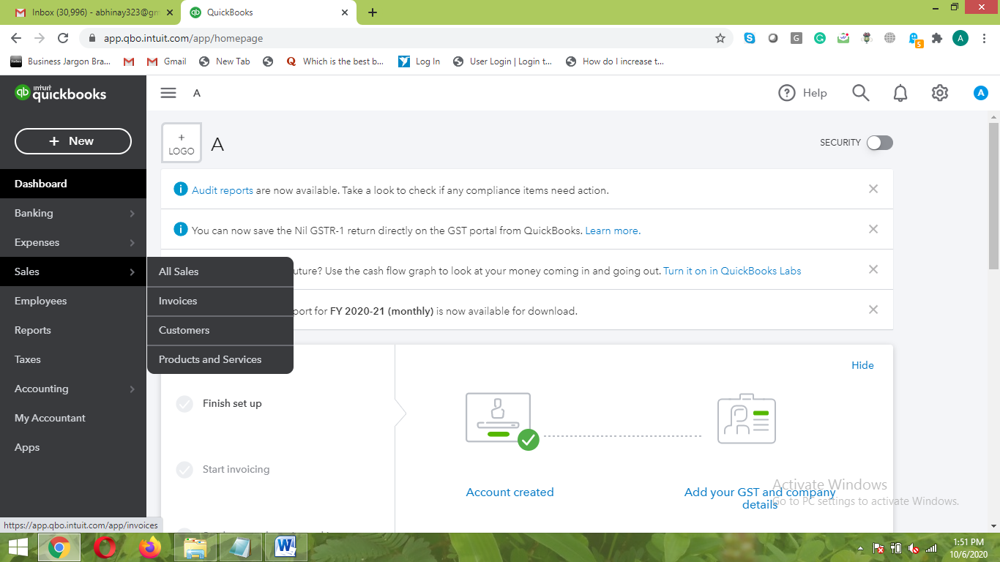 Inbox (30,996) - abhinay323@gm
QuickBooks
app.qbo.intuit.com/app/homepage
Business Jargon Bra...
Gmail
New Tab
Which is the best b...
Log In
User Login | Login t...
How do I increase t...
5
A
intuit
quickbooks
A
Help
A
+ New
+
LOGO
A
SECURITY
Dashboard
Banking
Expenses
Sales
Employees
Reports
Taxes
Accounting
My Accountant
Apps
All Sales
Invoices
Customers
Products and Services
Audit reports are now available. Take a look to check if any compliance items need action.
You can now save the Nil GSTR-1 return directly on the GST portal from QuickBooks. Learn more.
uture? Use the cash flow graph to look at your money coming in and going out. Turn it on in QuickBooks Labs
port for FY 2020-21 (monthly) is now available for download.
Hide
Finish set up
Start invoicing
Account created
Add your GST and company
details
Activate Windows
Go to PC settings to activate Windows.
https://app.qbo.intuit.com/app/invoices
1:51 PM
10/6/2020